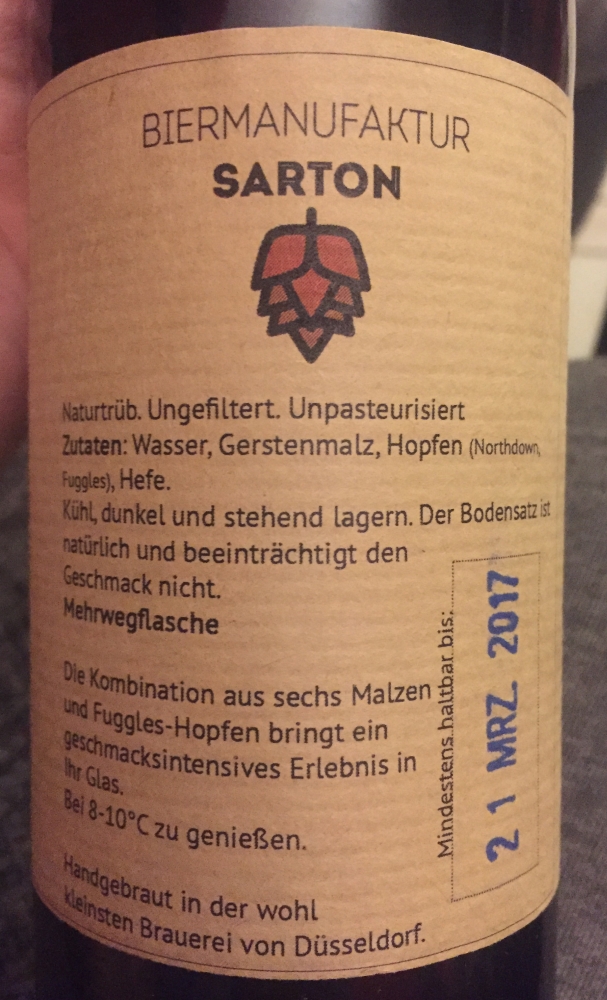 BIERMANUFAKTUR
SARTON
Naturtrüb. Ungefiltert. Unpasteurisiert
Zutaten: Wasser, Gerstenmalz, Hopfen (Northdown,
Fuggles), Hefe.
Kühl, dunkel und stehend lagern. Der Bodensatz ist
natürlich und beeinträchtigt den
Geschmack nicht.
Mehrwegflasche
Die Kombination aus sechs Malzen
und Fuggles-Hopfen bringt ein
geschmacksintensives Erlebnis in
Ihr Glas.
Bei 8-10°C zu genießen.
Handgebraut in der wohl
kleinsten Brauerei von Düsseldorf.
Mindestens haltbar bis:
21 MRZ. 2017